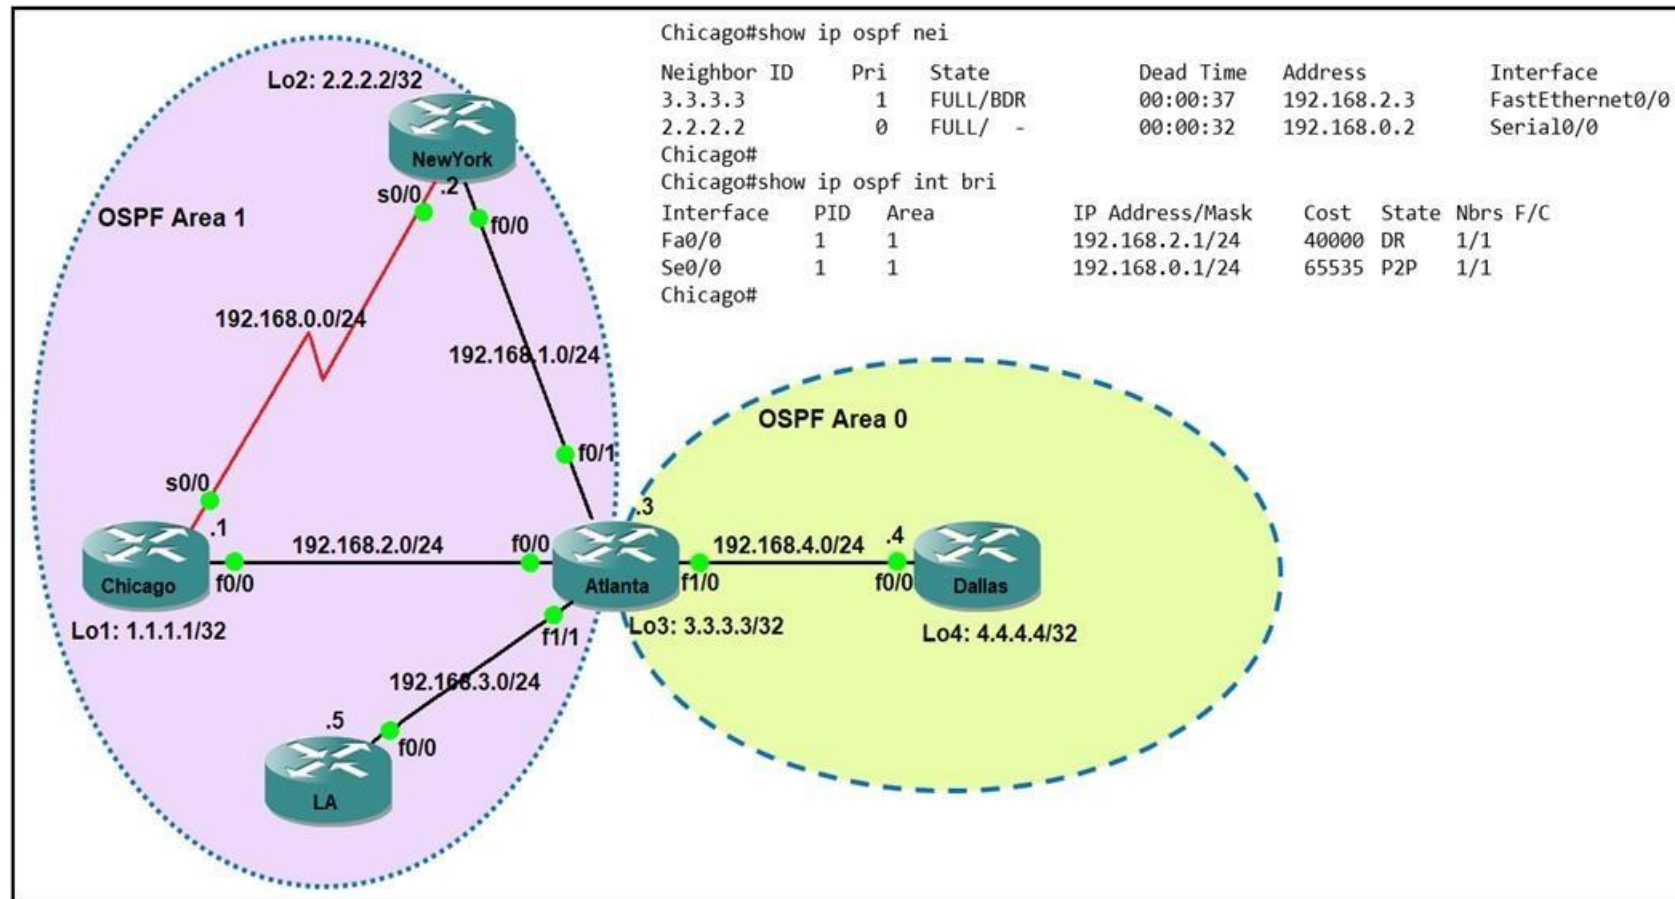 Chicago#show ip ospf nei
Neighbor ID Pri State Dead Time Address Interface
3.3.3.3 1 FULL/BDR 00:00:37 192.168.2.3 FastEthernet0/0
2.2.2.2 0 FULL/ - 00:00:32 192.168.0.2 Serial0/0
Chicago#
Chicago#show ip ospf int bri
Interface PID Area IP Address/Mask Cost State Nbrs F/C
Fa0/0 1 1 192.168.2.1/24 40000 DR 1/1
Se0/0 1 1 192.168.0.1/24 65535 P2P 1/1
Chicago#
Lo2: 2.2.2.2/32
NewYork
.2
s0/0
f0/0
OSPF Area 1
192.168.0.0/24
192.168.1.0/24
OSPF Area 0
f0/1
s0/0
.1
192.168.2.0/24
f0/0
.3
192.168.4.0/24
.4
Chicago
f0/0
Atlanta
f1/0
f0/0
Dallas
Lo1: 1.1.1.1/32
f1/1
Lo3: 3.3.3.3/32
Lo4: 4.4.4.4/32
192.168.3.0/24
.5
f0/0
LA